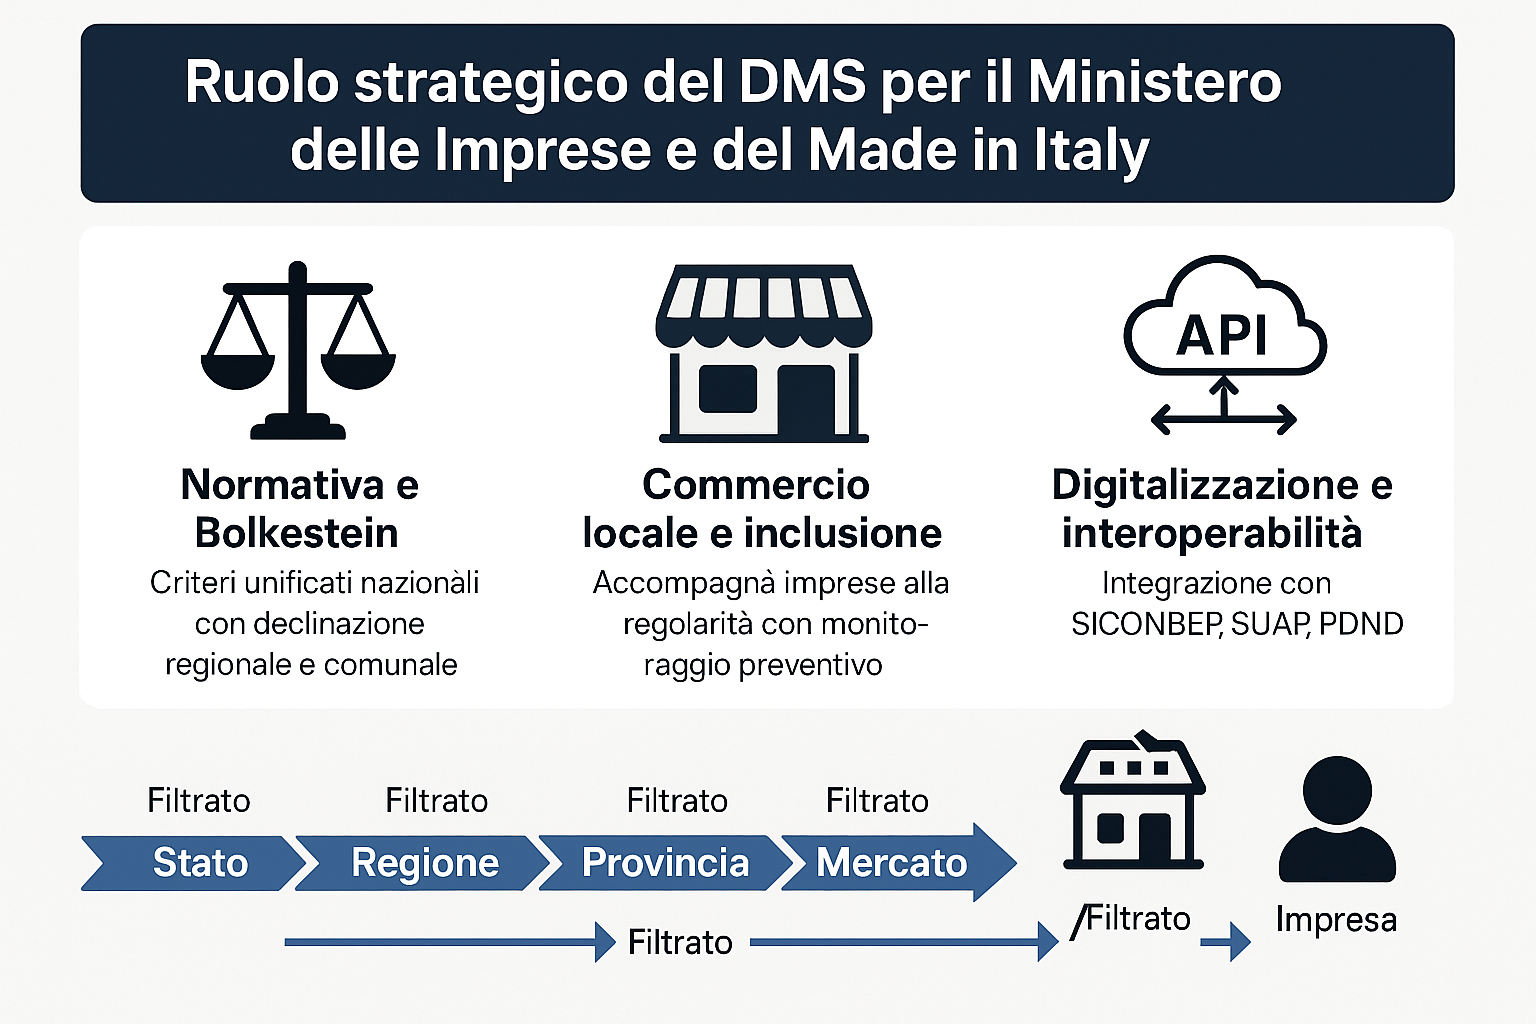 Ruolo strategico del DMS per il Ministero
delle Imprese e del Made in Italy
API
Normativa e
Bolkestein
Criteri unificati nazionàli
con declinazione
regionale e comunale
Commercio
locale e inclusione
Accompagnà imprese alla
regolarità con monito-
raggio preventivo
Digitalizzazione e
interoperabilità
Integrazione con
SICONBEP, SUAP, PDND
Filtrato
Filtrato
Filtrato
Filtrato
Stato
Regione
Provincia
Mercato
Filtrato
/Filtrato
Impresa